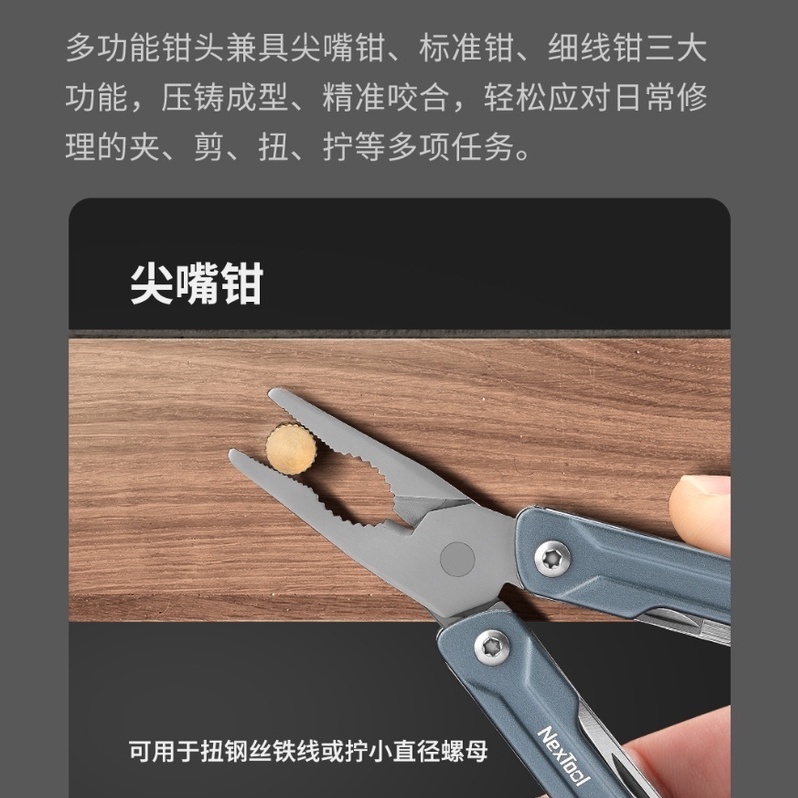 多功能钳头兼具尖嘴钳、标准钳、细线钳三大
功能，压铸成型、精准咬合，轻松应对日常修
理的夹、剪、扭、拧等多项任务。
尖嘴钳
可用于扭钢丝铁线或拧小直径螺母
NexTool